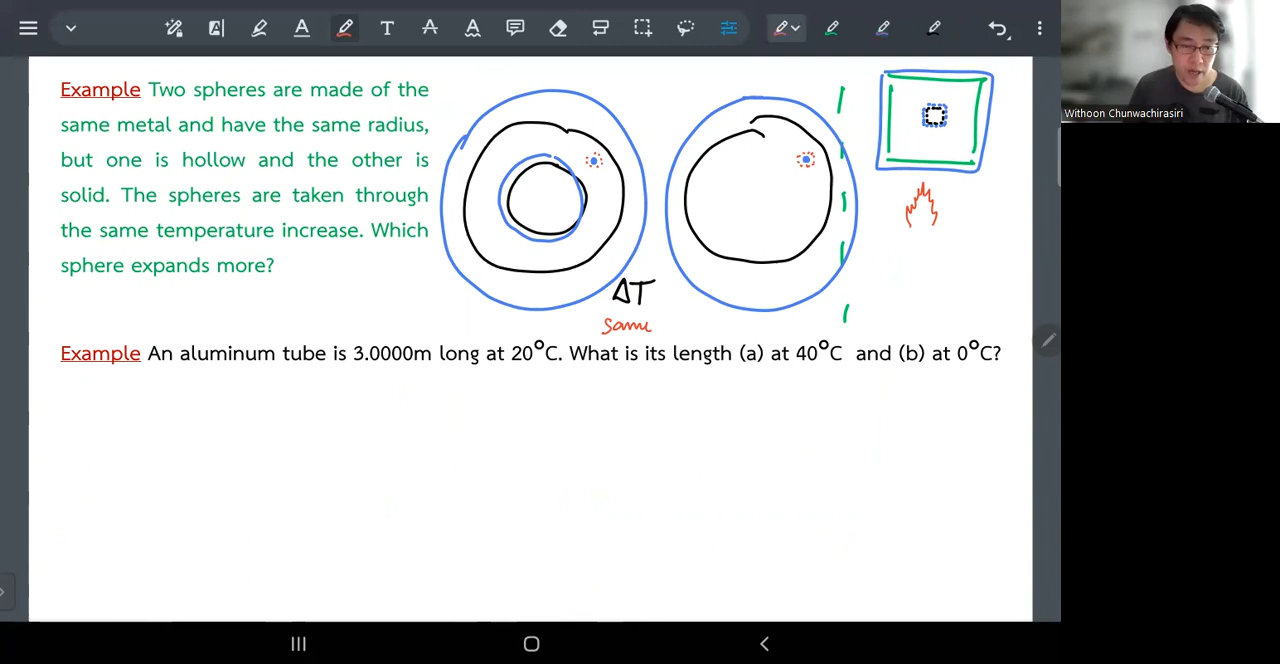 Example Two spheres are made of the
same metal and have the same radius,
but one is hollow and the other is
solid. The spheres are taken through
the same temperature increase. Which
sphere expands more?
ΔT
Same
Example An aluminum tube is 3.0000m long at 20°C. What is its length (a) at 40°C and (b) at 0°C?
Withoon Chunwachirasiri